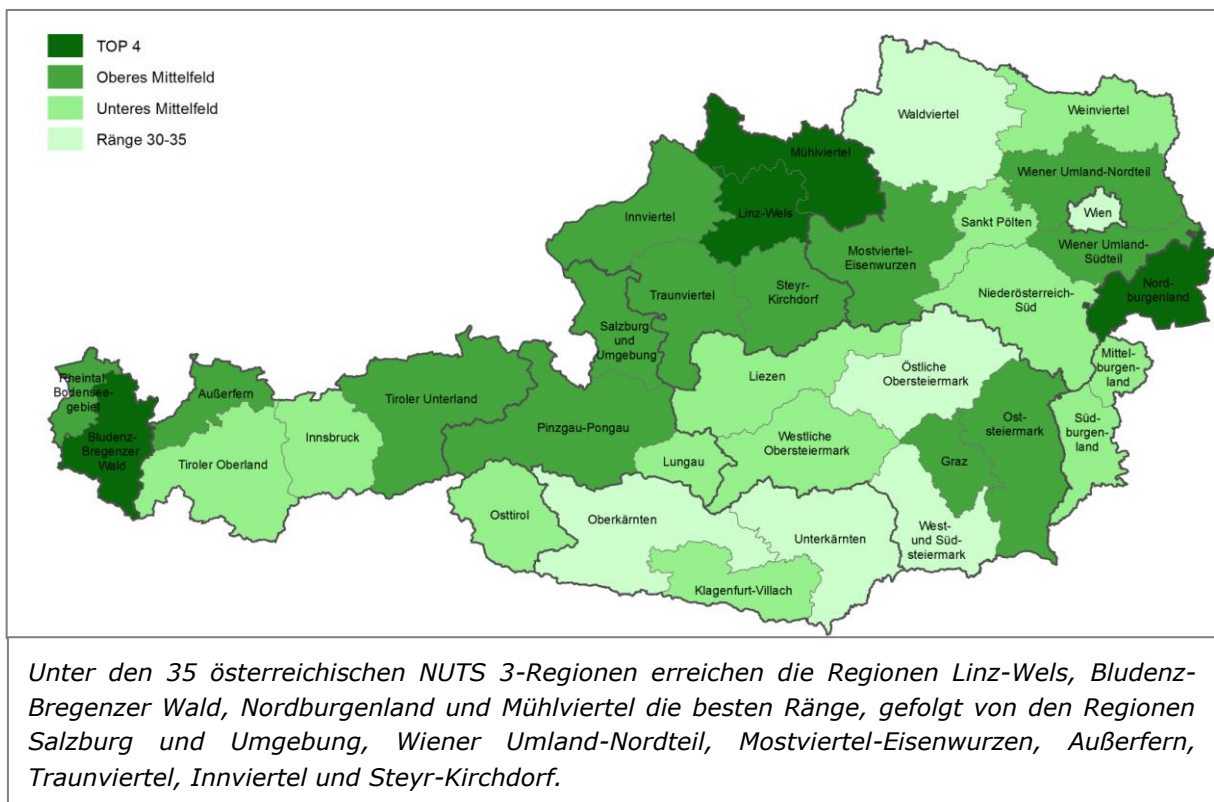 TOP 4
Oberes Mittelfeld
Unteres Mittelfeld
Ränge 30-35
Waldviertel
Weinviertel
Mühlviertel
Wiener Umland-Nordteil
Linz-Wels
Innviertel
Wien
Sankt Pölten
Mostviertel-
Eisenwurzen
Wiener Umland-
Südteil
Nord-
burgenland
Traunviertel
Steyr-
Kirchdorf
Niederösterreich-
Süd
Salzburg
und
Umgebung
Mittel-
burgen-
land
Östliche
Obersteiermark
Liezen
Rheintal-
Bodensee-
gebiet
Außerfern
Tiroler Unterland
Bludenz-
Bregenzer
Wald
Innsbruck
Pinzgau-Pongau
Ost-
steiermark
Süd-
burgen-
land
Westliche
Obersteiermark
Tiroler Oberland
Lungau
Graz
Osttirol
Oberkärnten
Unterkärnten
West-
und Süd-
steiermark
Klagenfurt-Villach
Unter den 35 österreichischen NUTS 3-Regionen erreichen die Regionen Linz-Wels, Bludenz-
Bregenzer Wald, Nordburgenland und Mühlviertel die besten Ränge, gefolgt von den Regionen
Salzburg und Umgebung, Wiener Umland-Nordteil, Mostviertel-Eisenwurzen, Außerfern,
Traunviertel, Innviertel und Steyr-Kirchdorf.